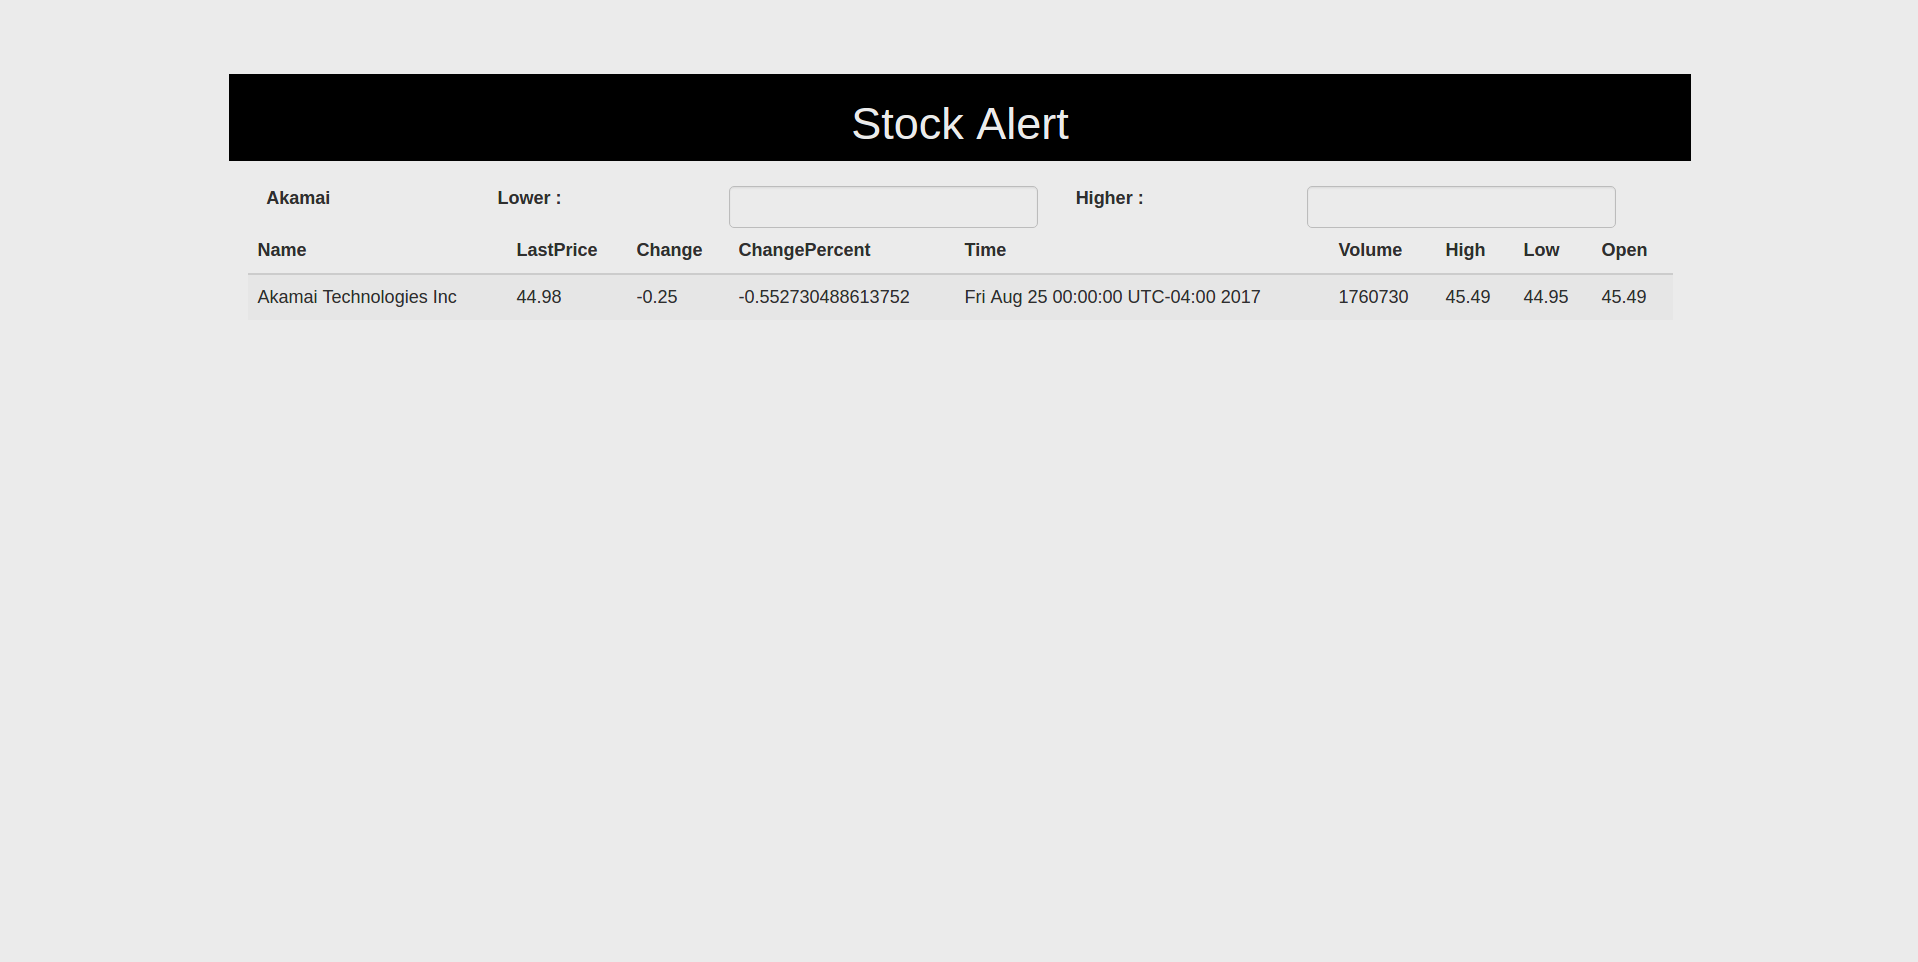 Stock Alert
Akamai Lower : Higher :
Name LastPrice Change ChangePercent Time Volume High Low Open
Akamai Technologies Inc 44.98 -0.25 -0.552730488613752 Fri Aug 25 00:00:00 UTC-04:00 2017 1760730 45.49 44.95 45.49